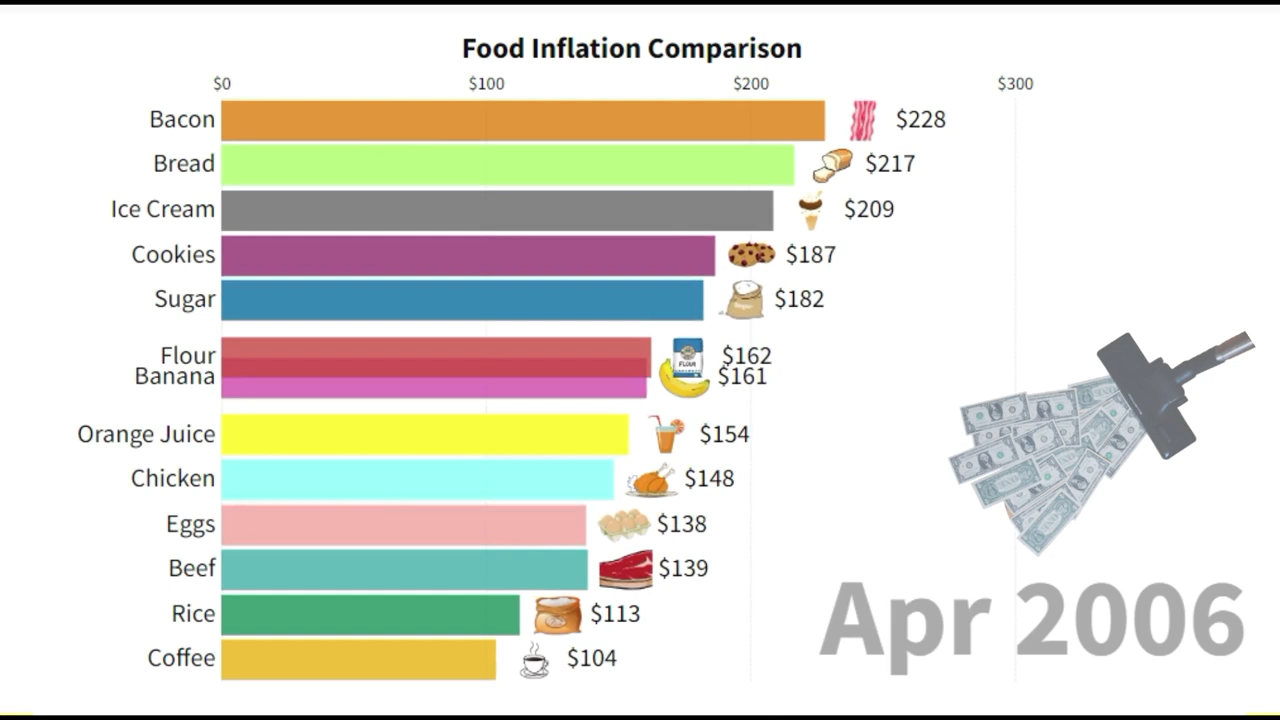 Food Inflation Comparison
$0 $100 $200 $300
Bacon $228
Bread $217
Ice Cream $209
Cookies $187
Sugar $182
Flour FLOUR $162
Banana $161
Orange Juice $154
Chicken $148
Eggs $138
Beef $139
Rice $113
Coffee $104
Apr 2006